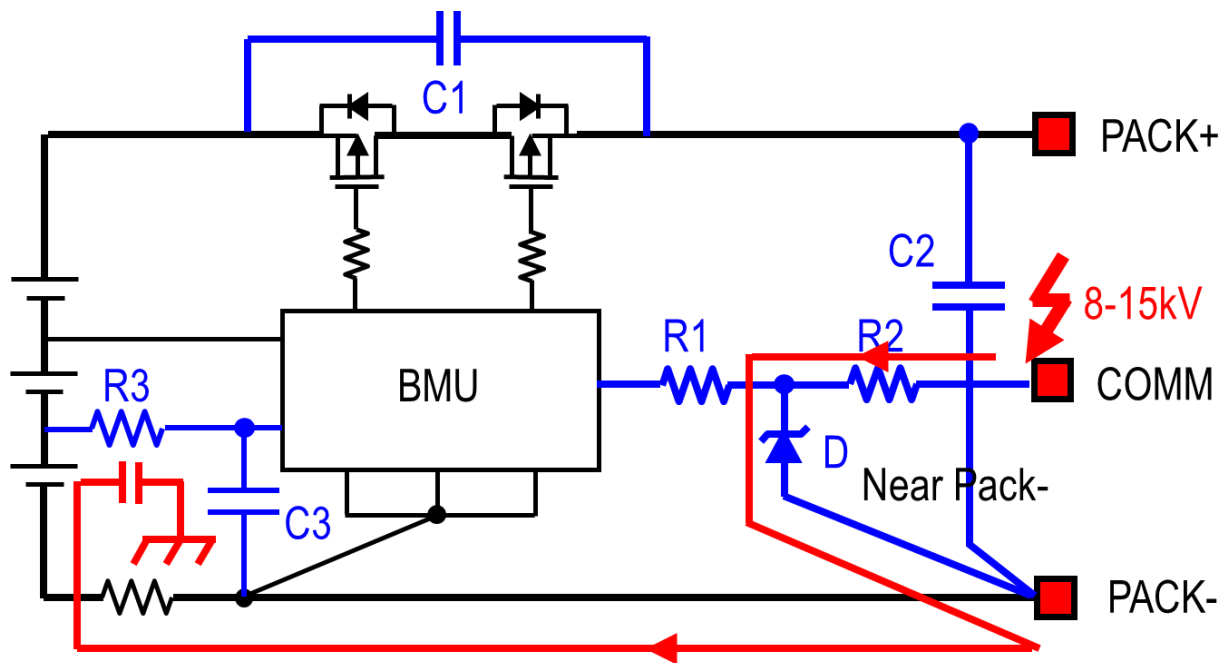 C1
PACK+
C2
8-15kV
R1
R2
COMM
BMU
R3
D
Near Pack-
C3
PACK-